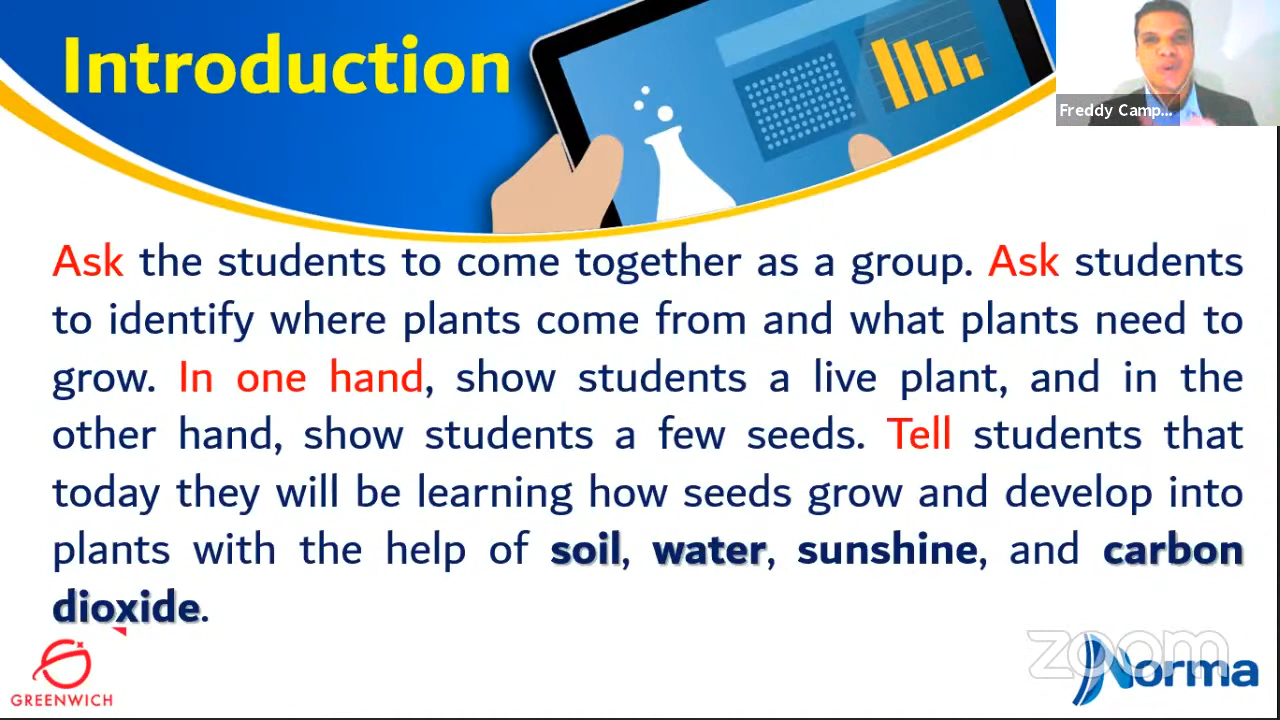 Introduction
Freddy Camp...
Ask the students to come together as a group. Ask students
to identify where plants come from and what plants need to
grow. In one hand, show students a live plant, and in the
other hand, show students a few seeds. Tell students that
today they will be learning how seeds grow and develop into
plants with the help of soil, water, sunshine, and carbon
dioxide.
GREENWICH
zoom
Norma